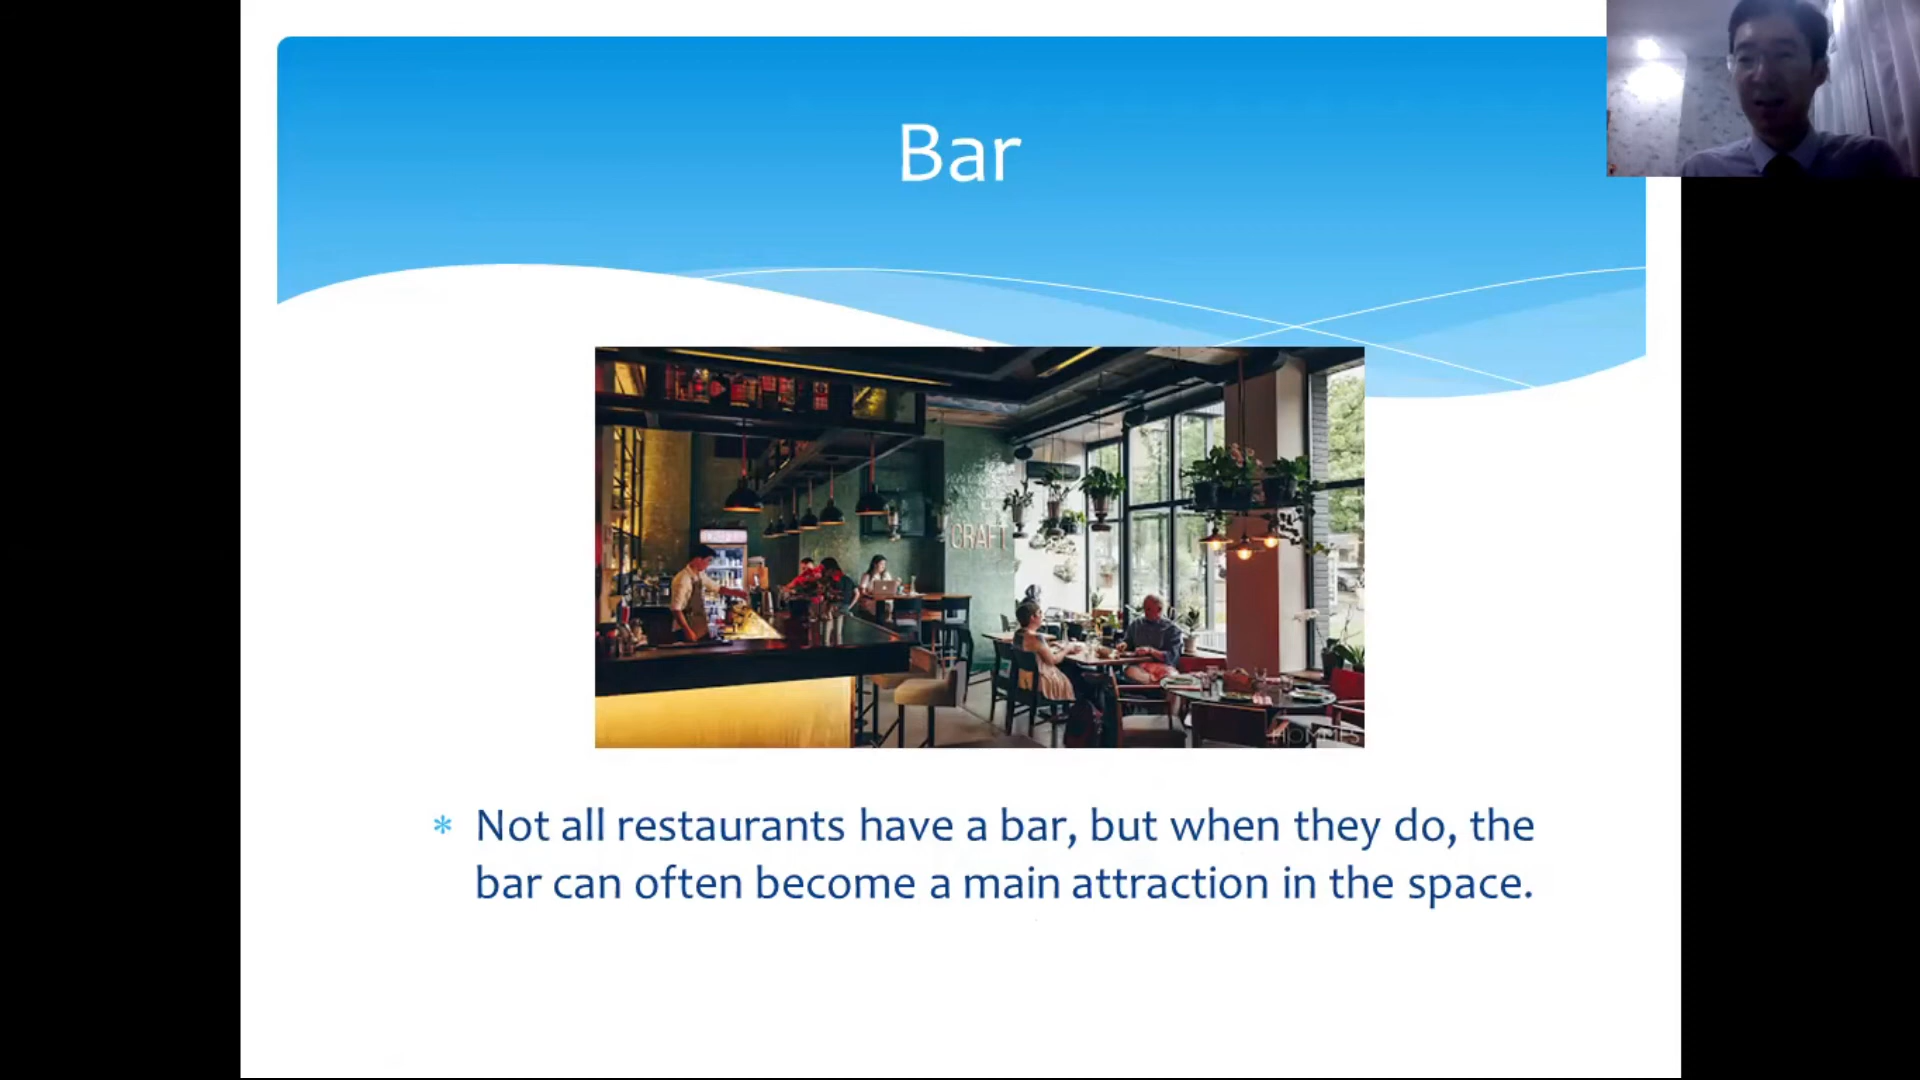 Bar
CRAFT
HOMMÉS
* Not all restaurants have a bar, but when they do, the
bar can often become a main attraction in the space.